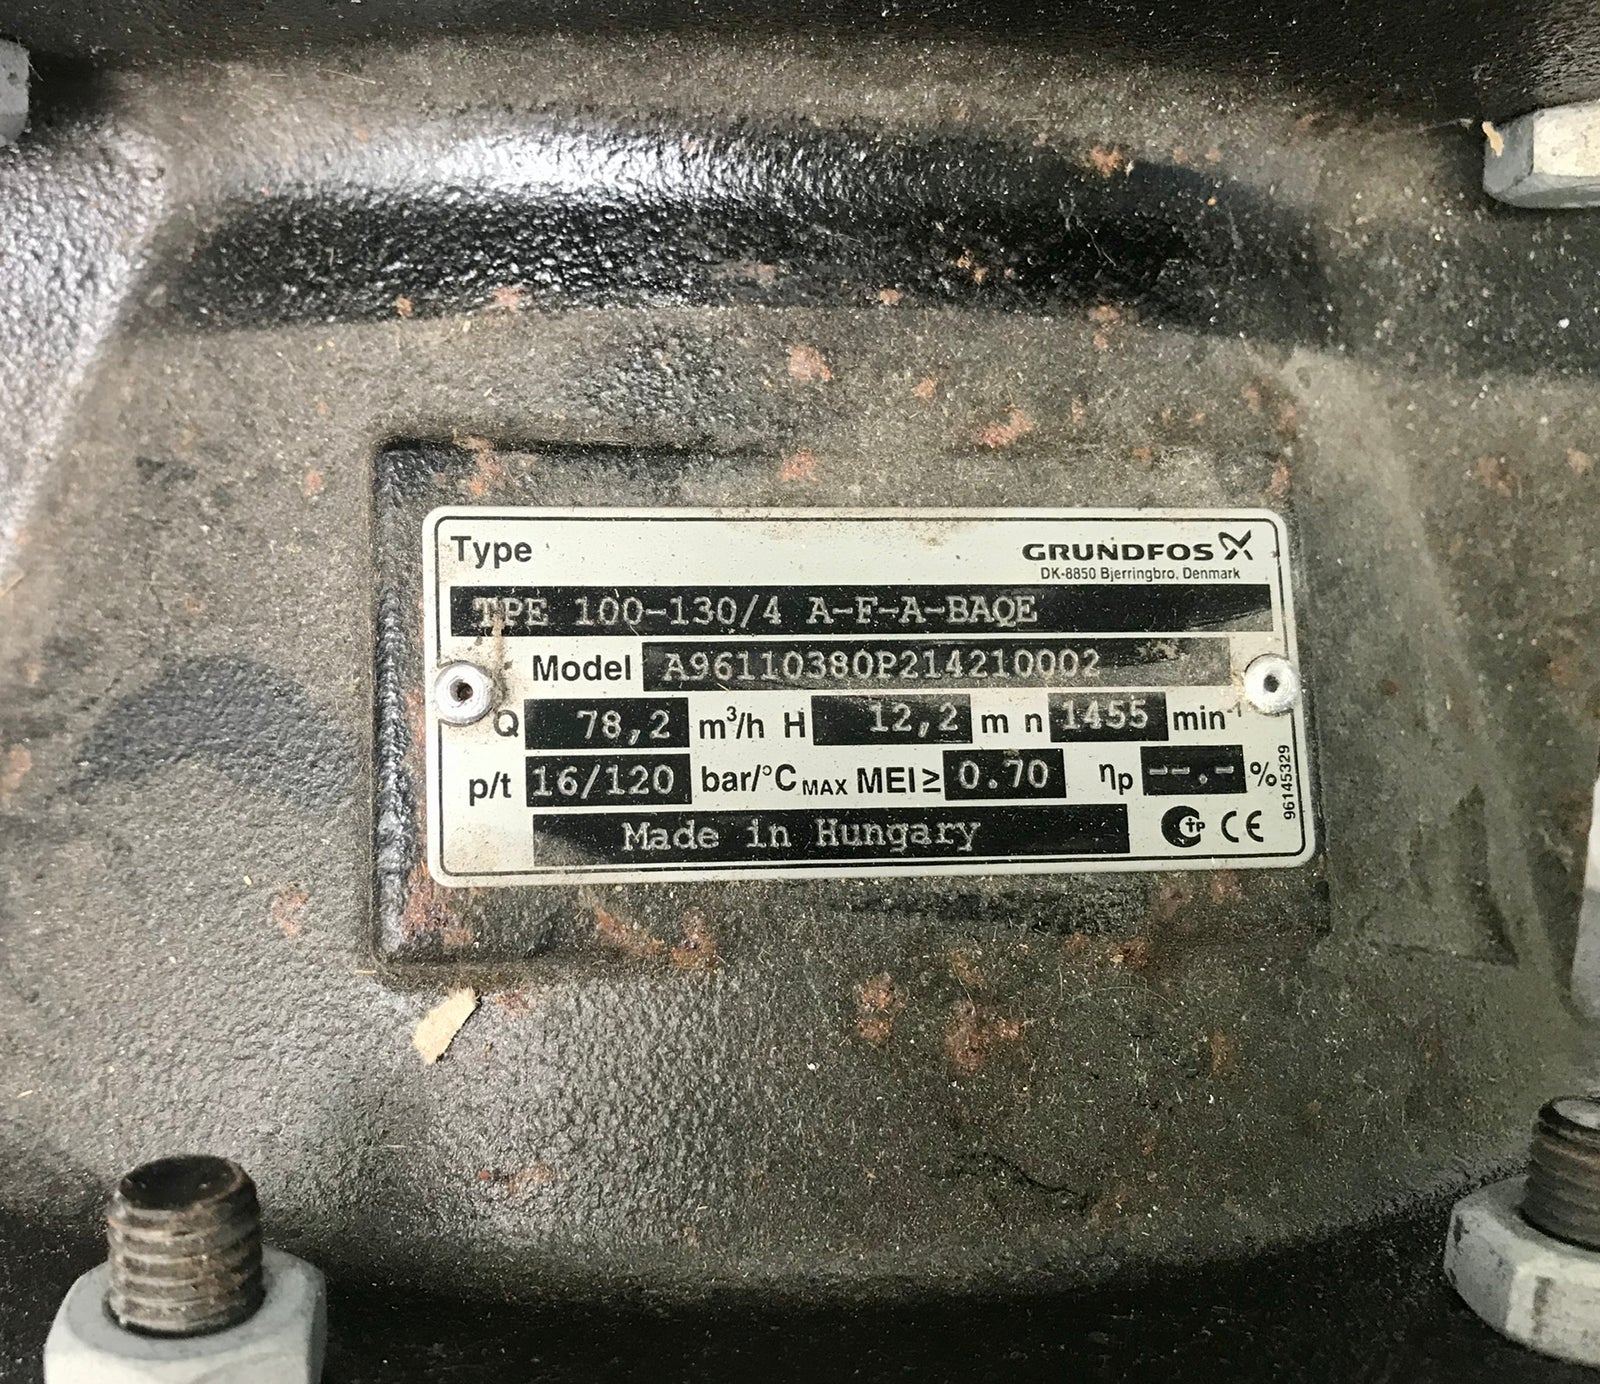 Type GRUNDFOS
DK-8850 Bjerringbro, Denmark
TPE 100-130/4 A-F-A-BAQE
Model A96110380P214210002
Q 78,2 m³/h H 12,2 m n 1455 min⁻¹
p/t 16/120 bar/°C MAX MEI ≥ 0.70 ηp --.- %
Made in Hungary CTP CE
96145329